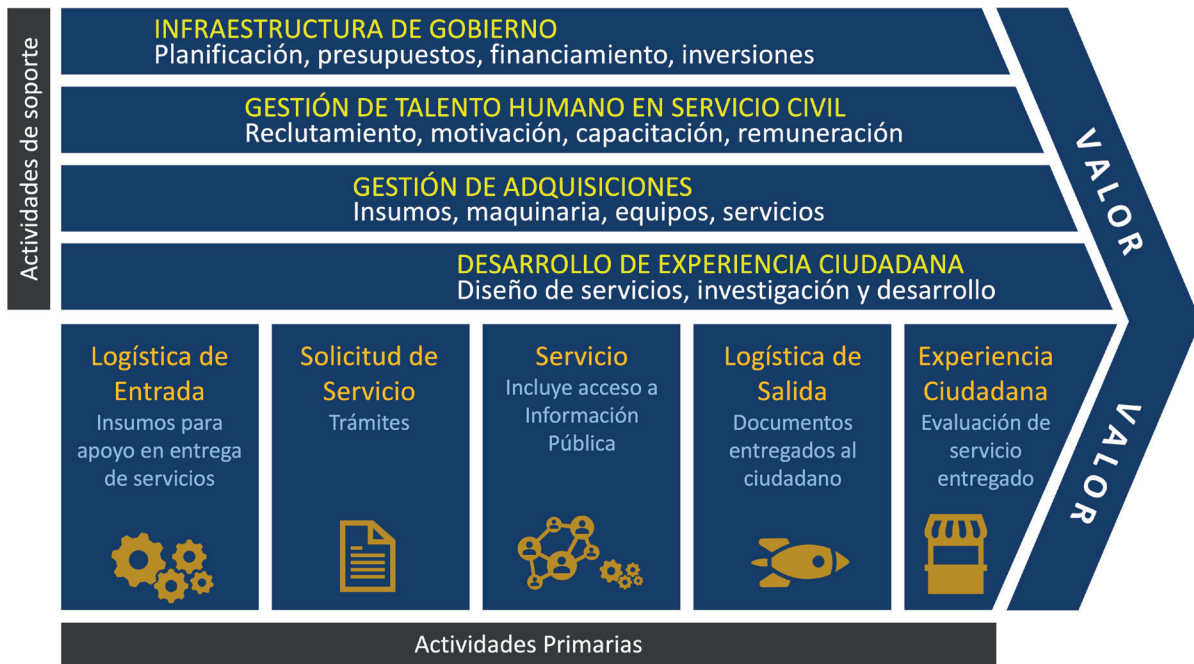 Actividades de soporte
INFRAESTRUCTURA DE GOBIERNO
Planificación, presupuestos, financiamiento, inversiones
GESTIÓN DE TALENTO HUMANO EN SERVICIO CIVIL
Reclutamiento, motivación, capacitación, remuneración
GESTIÓN DE ADQUISICIONES
Insumos, maquinaria, equipos, servicios
DESARROLLO DE EXPERIENCIA CIUDADANA
Diseño de servicios, investigación y desarrollo
VALOR
Logística de
Entrada
Insumos para
apoyo en entrega
de servicios
Solicitud de
Servicio
Trámites
Servicio
Incluye acceso a
Información
Pública
Logística de
Salida
Documentos
entregados al
ciudadano
Experiencia
Ciudadana
Evaluación de
servicio
entregado
VALOR
Actividades Primarias